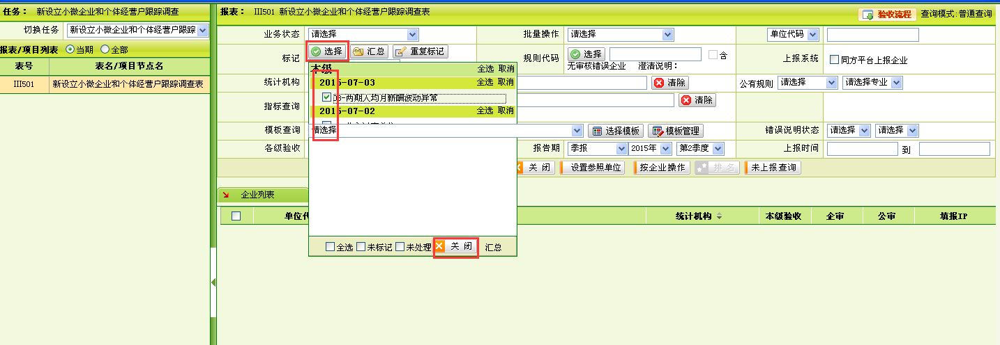 任务： 新设立小微企业和个体经营户跟踪调查
切换任务 新设立小微企业和个体经营户跟踪
报表/项目列表 当期 全部
表号 表名/项目节点名
III501 新设立小微企业和个体经营户跟踪调查表
报表： III501 新设立小微企业和个体经营户跟踪调查表 验收流程 查询模式:普通查询
业务状态 请选择 批量操作 请选择 单位代码
标记 选择 汇总 重复标记 规则代码 选择 含 上报系统 同方平台上报企业
无审核错误企业 澄清说明：
本级 全选 取消
2015-07-03 全选 取消
统计机构 清除 公有规则 请选择 请选择专业
03-两期人均月薪酬波动异常
指标查询 清除
2015-07-02 全选 取消
模板查询 请选择 选择模板 模板管理 错误说明状态 请选择 请选择
各级验收 报告期 季报 2015年 第2季度 上报时间 到
关 闭 设置参照单位 按企业操作 排 名 未上报查询
企业列表
单位代 统计机构 本级验收 企审 公审 填报IP
全选 未标记 未处理 关 闭 汇总